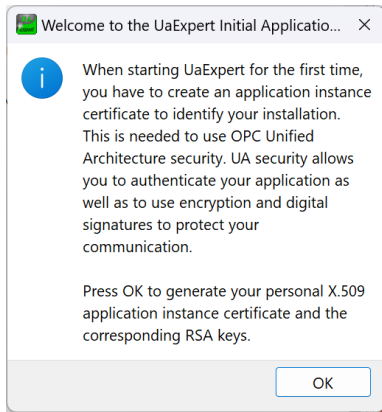 Welcome to the UaExpert Initial Applicatio...
When starting UaExpert for the first time,
you have to create an application instance
certificate to identify your installation.
This is needed to use OPC Unified
Architecture security. UA security allows
you to authenticate your application as
well as to use encryption and digital
signatures to protect your
communication.
Press OK to generate your personal X.509
application instance certificate and the
corresponding RSA keys.
OK